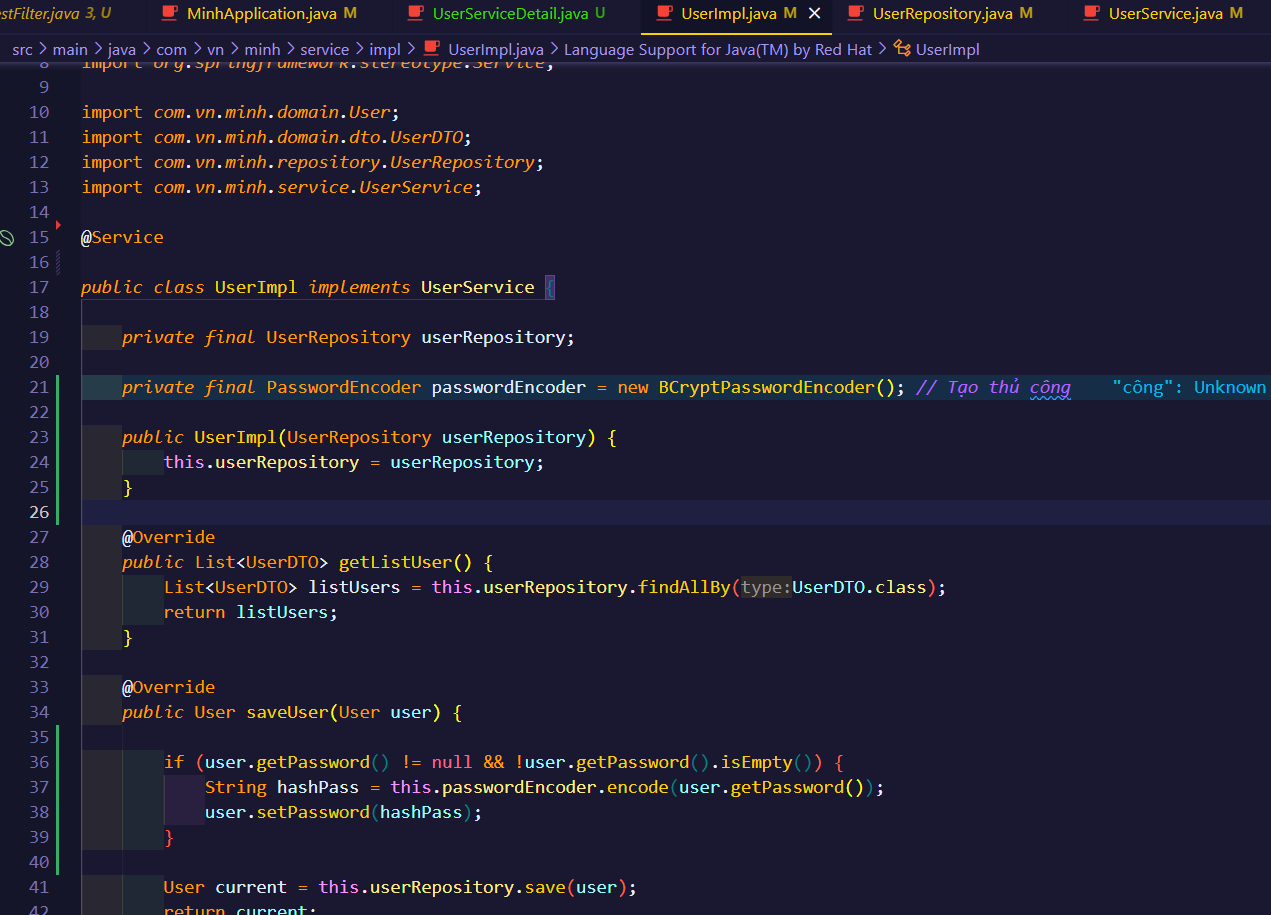 estFilter.java 3, U MinhApplication.java M UserServiceDetail.java U UserImpl.java M UserRepository.java M UserService.java M
src > main > java > com > vn > minh > service > impl > UserImpl.java > Language Support for Java(TM) by Red Hat > UserImpl
8 import org.springframework.stereotype.Service;
9
10 import com.vn.minh.domain.User;
11 import com.vn.minh.domain.dto.UserDTO;
12 import com.vn.minh.repository.UserRepository;
13 import com.vn.minh.service.UserService;
14
15 @Service
16
17 public class UserImpl implements UserService {
18
19 private final UserRepository userRepository;
20
21 private final PasswordEncoder passwordEncoder = new BCryptPasswordEncoder(); // Tạo thủ công "công": Unknown
22
23 public UserImpl(UserRepository userRepository) {
24 this.userRepository = userRepository;
25 }
26
27 @Override
28 public List<UserDTO> getListUser() {
29 List<UserDTO> listUsers = this.userRepository.findAllBy(type:UserDTO.class);
30 return listUsers;
31 }
32
33 @Override
34 public User saveUser(User user) {
35
36 if (user.getPassword() != null && !user.getPassword().isEmpty()) {
37 String hashPass = this.passwordEncoder.encode(user.getPassword());
38 user.setPassword(hashPass);
39 }
40
41 User current = this.userRepository.save(user);
42 return current;